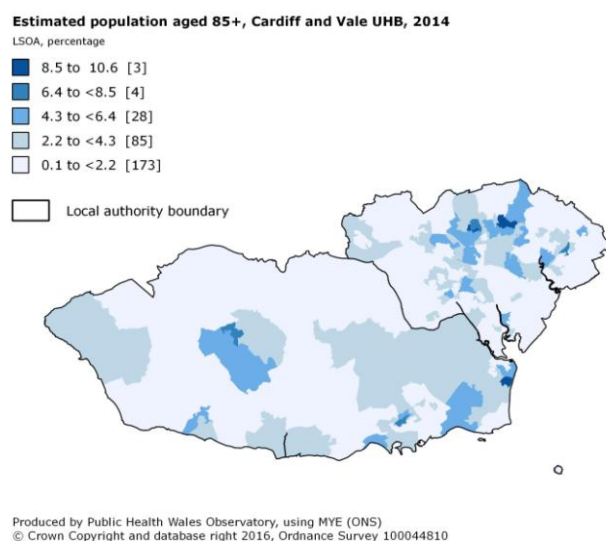 Estimated population aged 85+, Cardiff and Vale UHB, 2014
LSOA, percentage
8.5 to 10.6 [3]
6.4 to <8.5 [4]
4.3 to <6.4 [28]
2.2 to <4.3 [85]
0.1 to <2.2 [173]
Local authority boundary
Produced by Public Health Wales Observatory, using MYE (ONS)
© Crown Copyright and database right 2016, Ordnance Survey 100044810